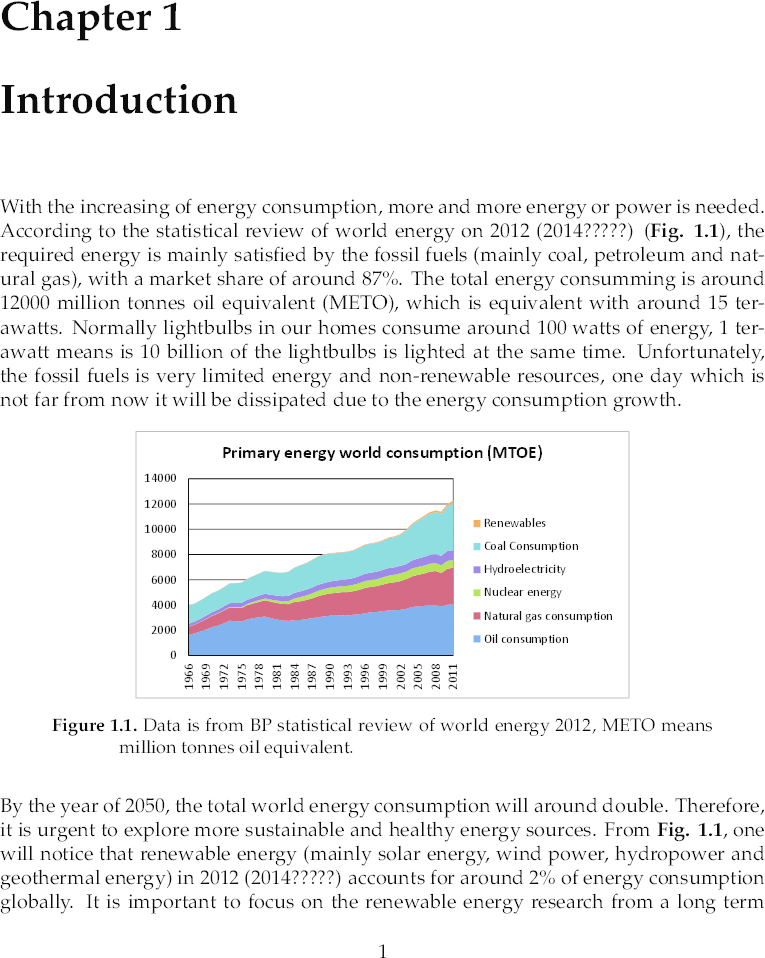 Chapter 1
Introduction
With the increasing of energy consumption, more and more energy or power is needed.
According to the statistical review of world energy on 2012 (2014?????) (Fig. 1.1), the
required energy is mainly satisfied by the fossil fuels (mainly coal, petroleum and nat-
ural gas), with a market share of around 87%. The total energy consumming is around
12000 million tonnes oil equivalent (METO), which is equivalent with around 15 ter-
awatts. Normally lightbulbs in our homes consume around 100 watts of energy, 1 ter-
awatt means is 10 billion of the lightbulbs is lighted at the same time. Unfortunately,
the fossil fuels is very limited energy and non-renewable resources, one day which is
not far from now it will be dissipated due to the energy consumption growth.
Primary energy world consumption (MTOE)
14000
12000
10000
8000
6000
4000
2000
0
1966
1969
1972
1975
1978
1981
1984
1987
1990
1993
1996
1999
2002
2005
2008
2011
Renewables
Coal Consumption
Hydroelectricity
Nuclear energy
Natural gas consumption
Oil consumption
Figure 1.1. Data is from BP statistical review of world energy 2012, METO means
million tonnes oil equivalent.
By the year of 2050, the total world energy consumption will around double. Therefore,
it is urgent to explore more sustainable and healthy energy sources. From Fig. 1.1, one
will notice that renewable energy (mainly solar energy, wind power, hydropower and
geothermal energy) in 2012 (2014?????) accounts for around 2% of energy consumption
globally. It is important to focus on the renewable energy research from a long term
1